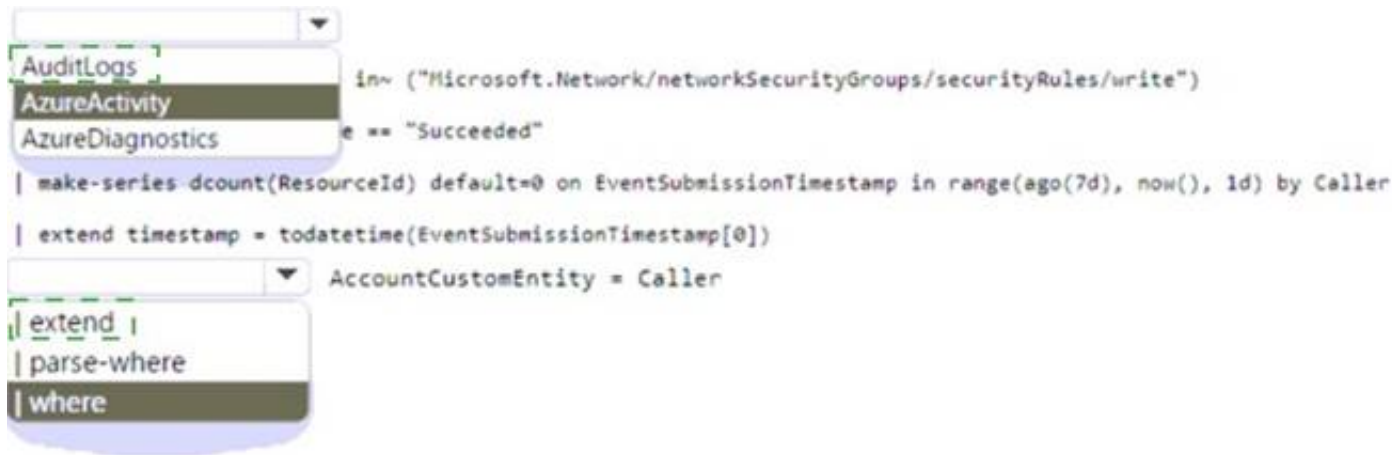 AuditLogs
in~ ("Microsoft.Network/networkSecurityGroups/securityRules/write")
AzureActivity
AzureDiagnostics
e == "Succeeded"
| make-series dcount(ResourceId) default=0 on EventSubmissionTimestamp in range(ago(7d), now(), 1d) by Caller
| extend timestamp = todatetime(EventSubmissionTimestamp[0])
AccountCustomEntity = Caller
| extend
| parse-where
| where